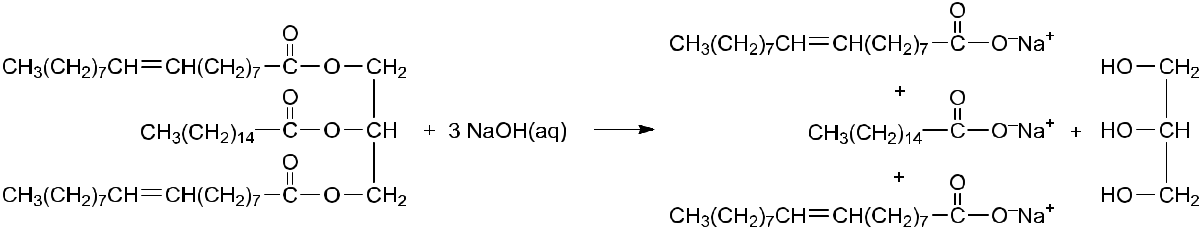 O O
CH₃(CH₂)₇CH=CH(CH₂)₇—C—O—CH₂ CH₃(CH₂)₇CH=CH(CH₂)₇—C—O⁻Na⁺ HO—CH₂
+
O O
CH₃(CH₂)₁₄—C—O—CH + 3 NaOH(aq) ⟶ CH₃(CH₂)₁₄—C—O⁻Na⁺ + HO—CH
+
O O
CH₃(CH₂)₇CH=CH(CH₂)₇—C—O—CH₂ CH₃(CH₂)₇CH=CH(CH₂)₇—C—O⁻Na⁺ HO—CH₂